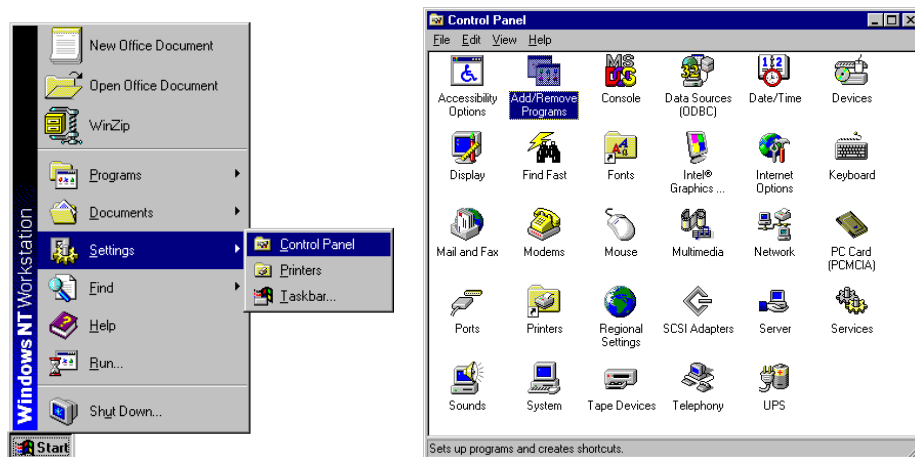 New Office Document
Open Office Document
WinZip
Programs
Documents
Settings
Find
Help
Run...
Shut Down...
Windows NT Workstation
Start
Control Panel
Printers
Taskbar...
Control Panel
File Edit View Help
Accessibility
Options
Add/Remove
Programs
Console
Data Sources
(ODBC)
Date/Time
Devices
Display
Find Fast
Fonts
Intel®
Graphics ...
Internet
Options
Keyboard
Mail and Fax
Modems
Mouse
Multimedia
Network
PC Card
(PCMCIA)
Ports
Printers
Regional
Settings
SCSI Adapters
Server
Services
Sounds
System
Tape Devices
Telephony
UPS
Sets up programs and creates shortcuts.